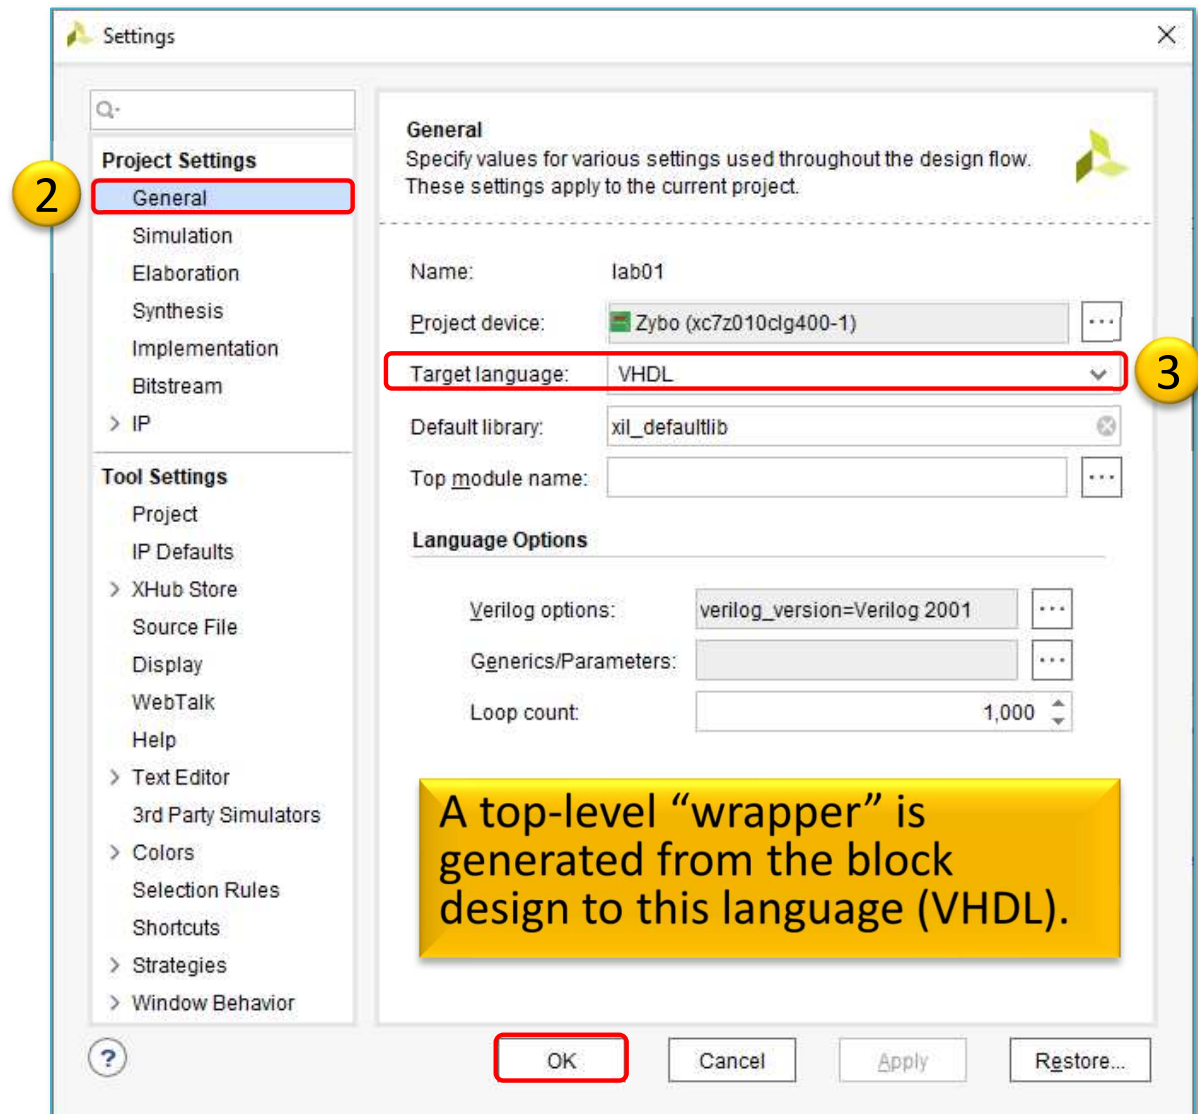 Settings
Project Settings
2
General
Simulation
Elaboration
Synthesis
Implementation
Bitstream
> IP
Tool Settings
Project
IP Defaults
> XHub Store
Source File
Display
WebTalk
Help
> Text Editor
3rd Party Simulators
> Colors
Selection Rules
Shortcuts
> Strategies
> Window Behavior
General
Specify values for various settings used throughout the design flow.
These settings apply to the current project.
Name: lab01
Project device: Zybo (xc7z010clg400-1) ...
Target language: VHDL 3
Default library: xil_defaultlib
Top module name: ...
Language Options
Verilog options: verilog_version=Verilog 2001 ...
Generics/Parameters: ...
Loop count: 1,000
A top-level “wrapper” is
generated from the block
design to this language (VHDL).
? OK Cancel Apply Restore...